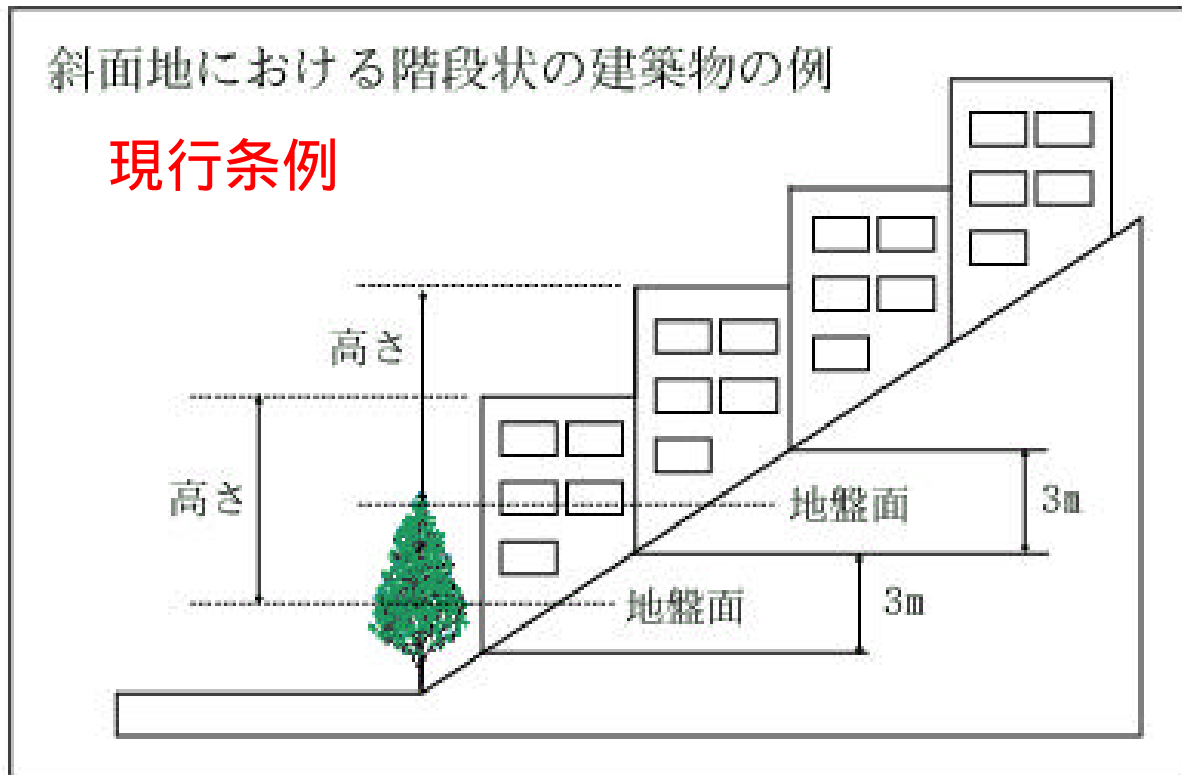 斜面地における階段状の建築物の例
現行条例
高さ
高さ
地盤面
3m
地盤面
3m